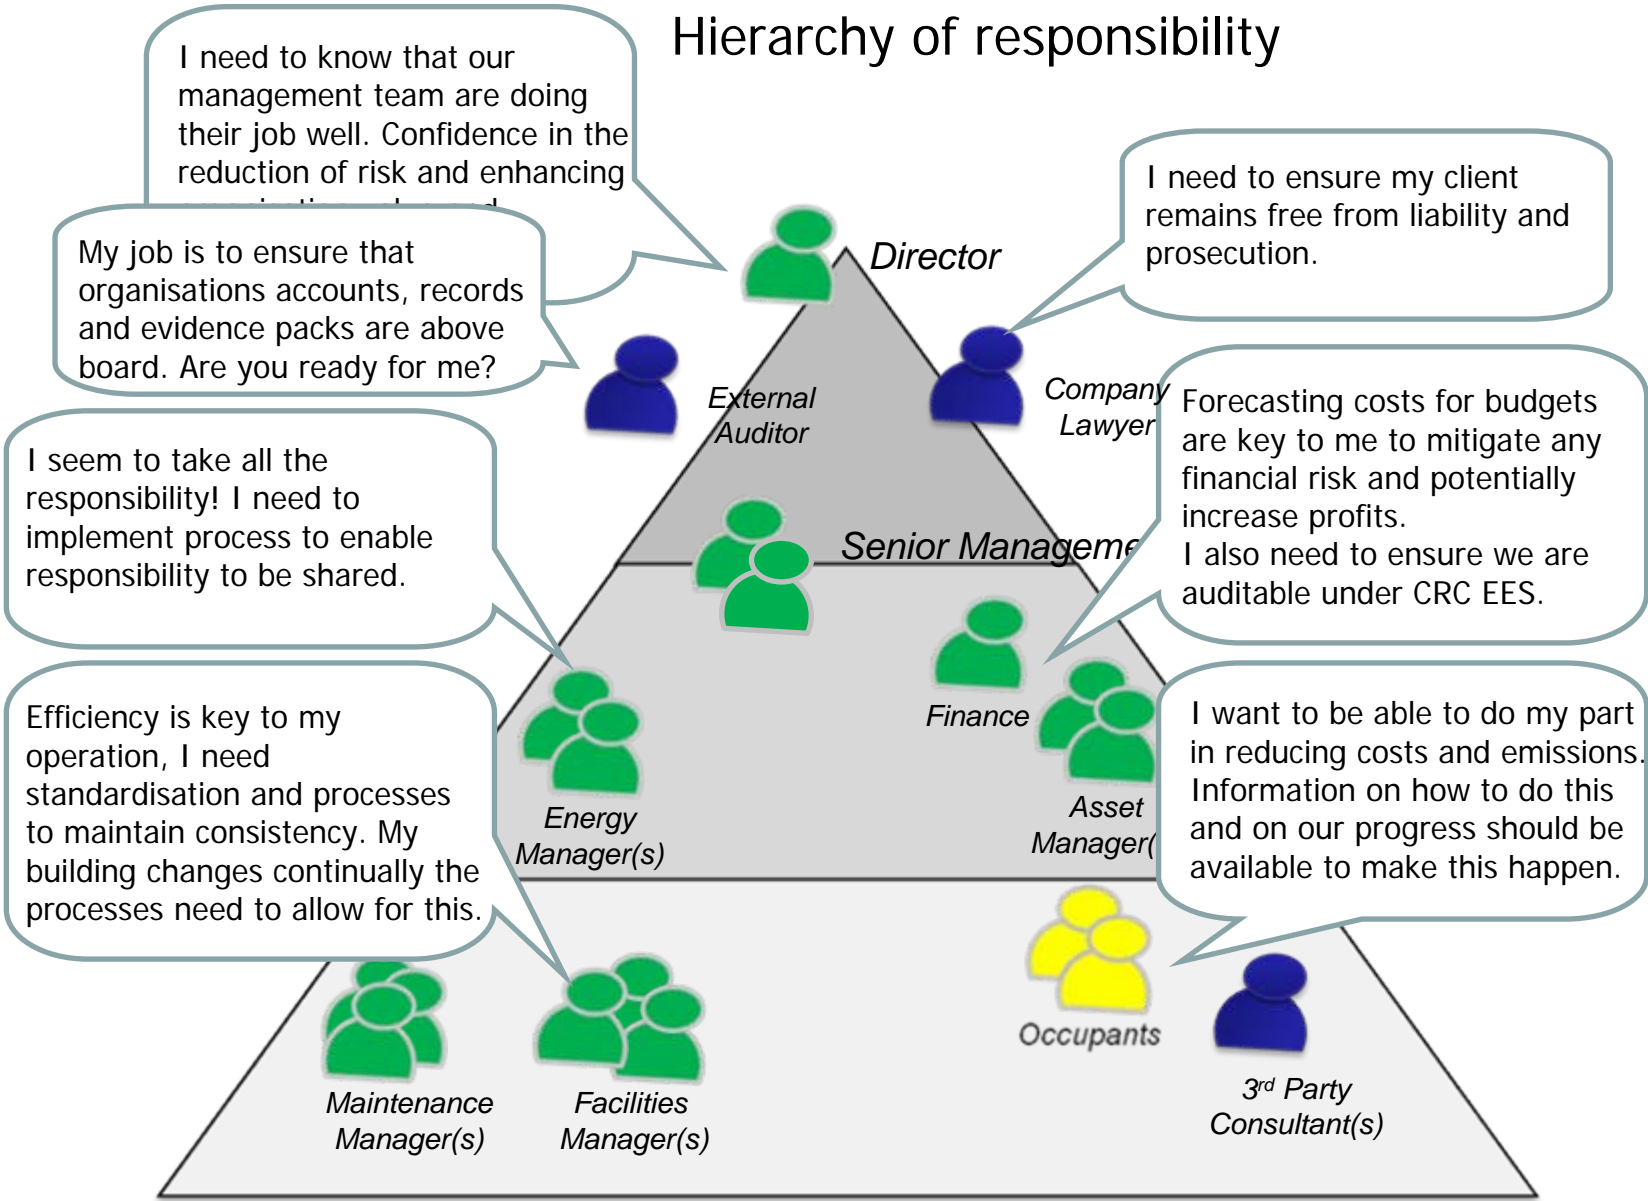 Hierarchy of responsibility
I need to know that our
management team are doing
their job well. Confidence in the
reduction of risk and enhancing
My job is to ensure that
organisations accounts, records
and evidence packs are above
board. Are you ready for me?
I need to ensure my client
remains free from liability and
prosecution.
Director
External
Auditor
Company
Lawyer
Forecasting costs for budgets
are key to me to mitigate any
financial risk and potentially
increase profits.
I also need to ensure we are
auditable under CRC EES.
I seem to take all the
responsibility! I need to
implement process to enable
responsibility to be shared.
Senior Manageme
Finance
Energy
Manager(s)
Asset
Manager(
Efficiency is key to my
operation, I need
standardisation and processes
to maintain consistency. My
building changes continually the
processes need to allow for this.
I want to be able to do my part
in reducing costs and emissions.
Information on how to do this
and on our progress should be
available to make this happen.
Occupants
Maintenance
Manager(s)
Facilities
Manager(s)
3rd Party
Consultant(s)